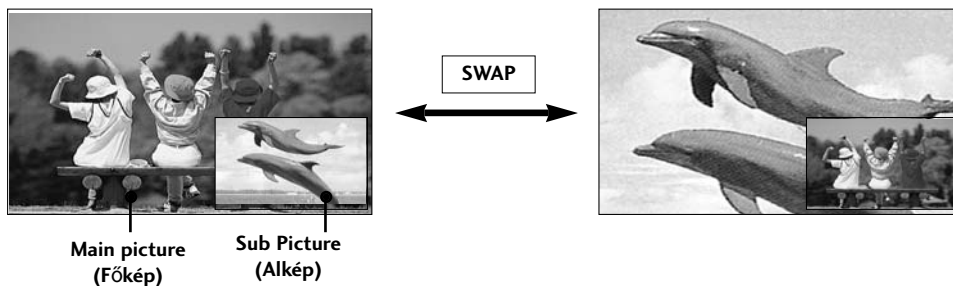 SWAP
Main picture
(Főkép)
Sub Picture
(Alkép)